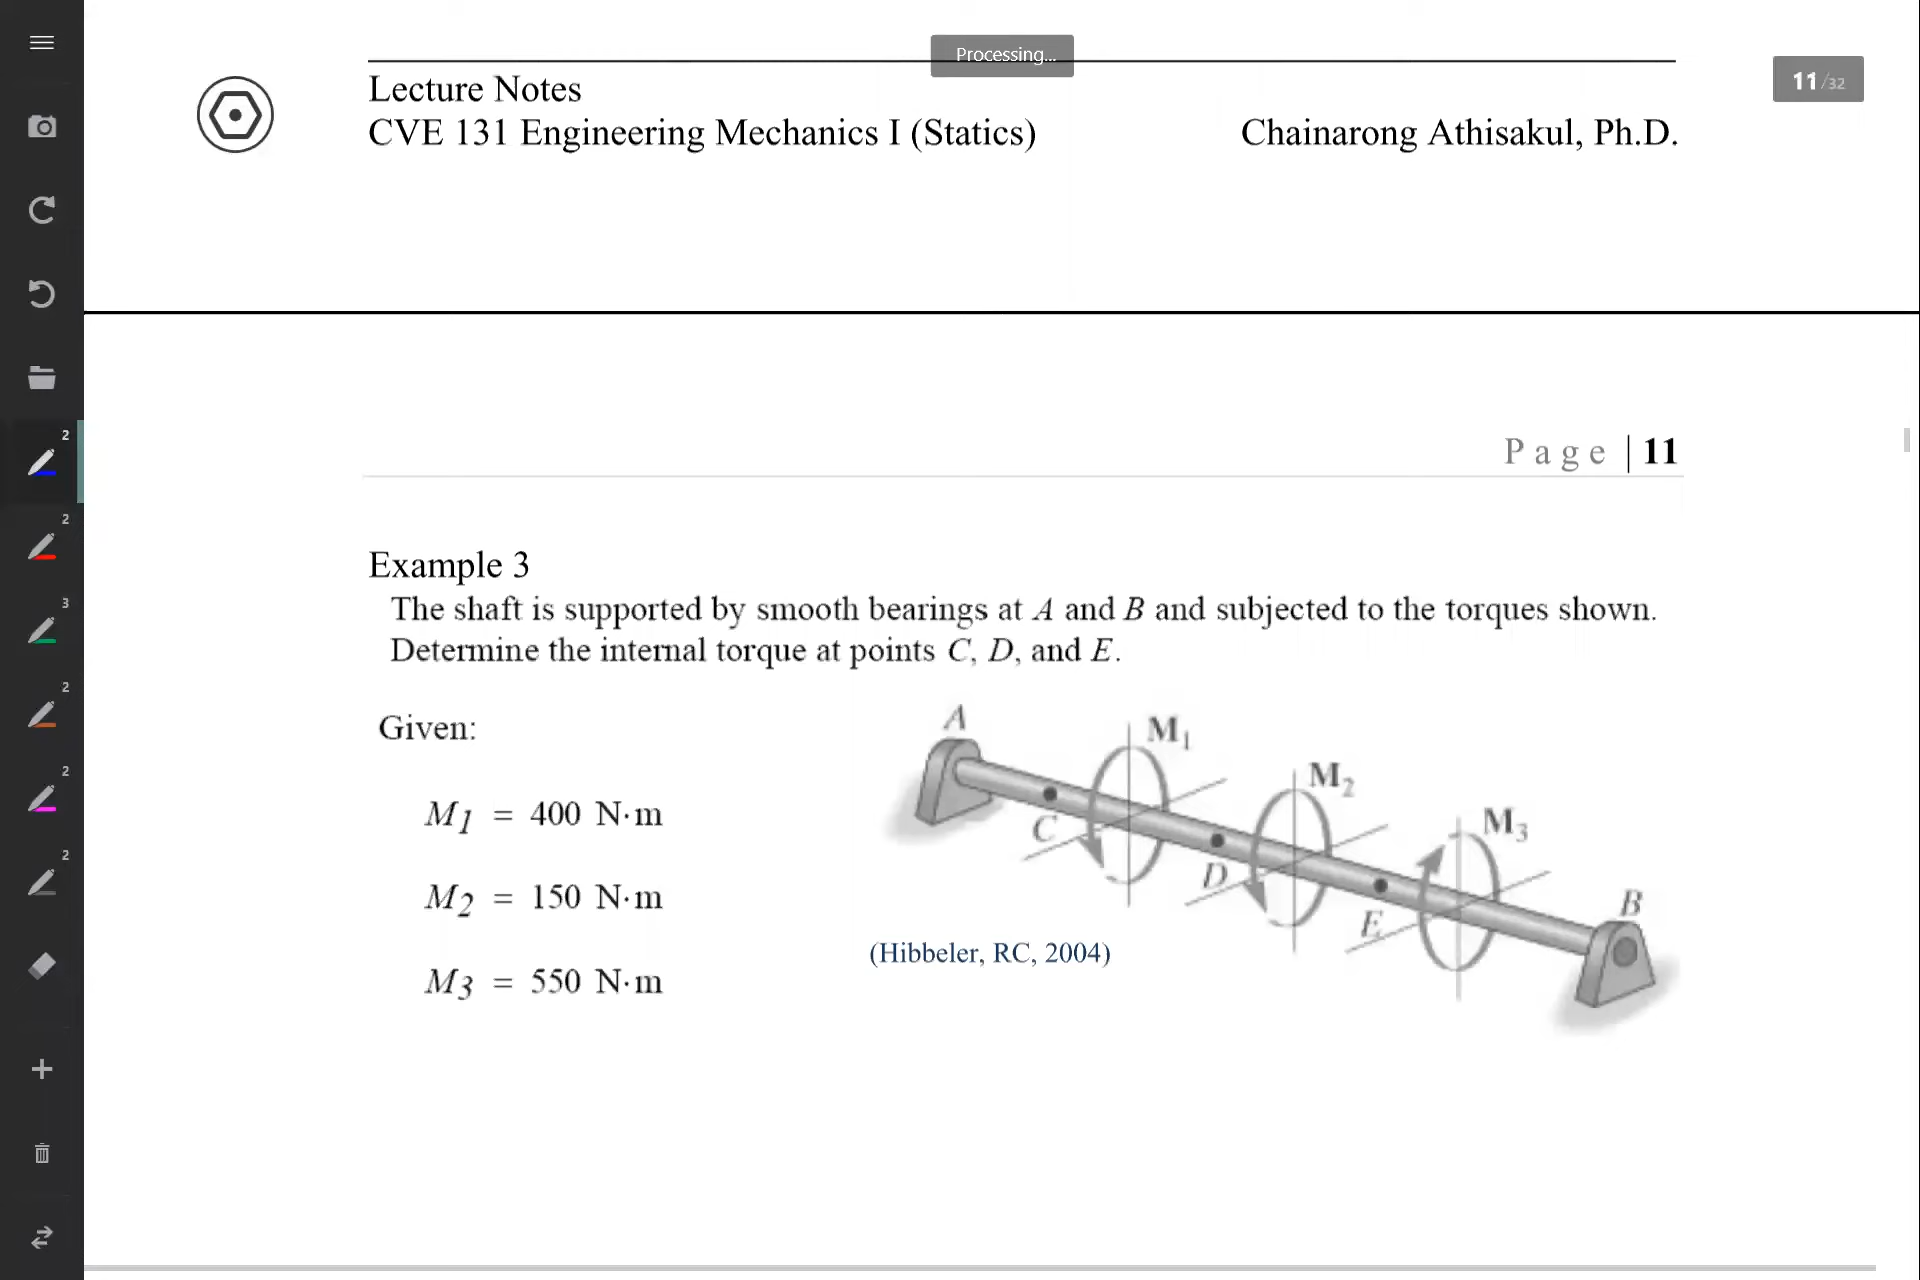 Processing...
11/32
Lecture Notes
CVE 131 Engineering Mechanics I (Statics) Chainarong Athisakul, Ph.D.
Page | 11
2
2
3
2
2
2
Example 3
The shaft is supported by smooth bearings at A and B and subjected to the torques shown.
Determine the internal torque at points C, D, and E.
Given:
M1 = 400 N·m
M2 = 150 N·m
M3 = 550 N·m
A
M1
M2
M3
C
D
E
B
(Hibbeler, RC, 2004)